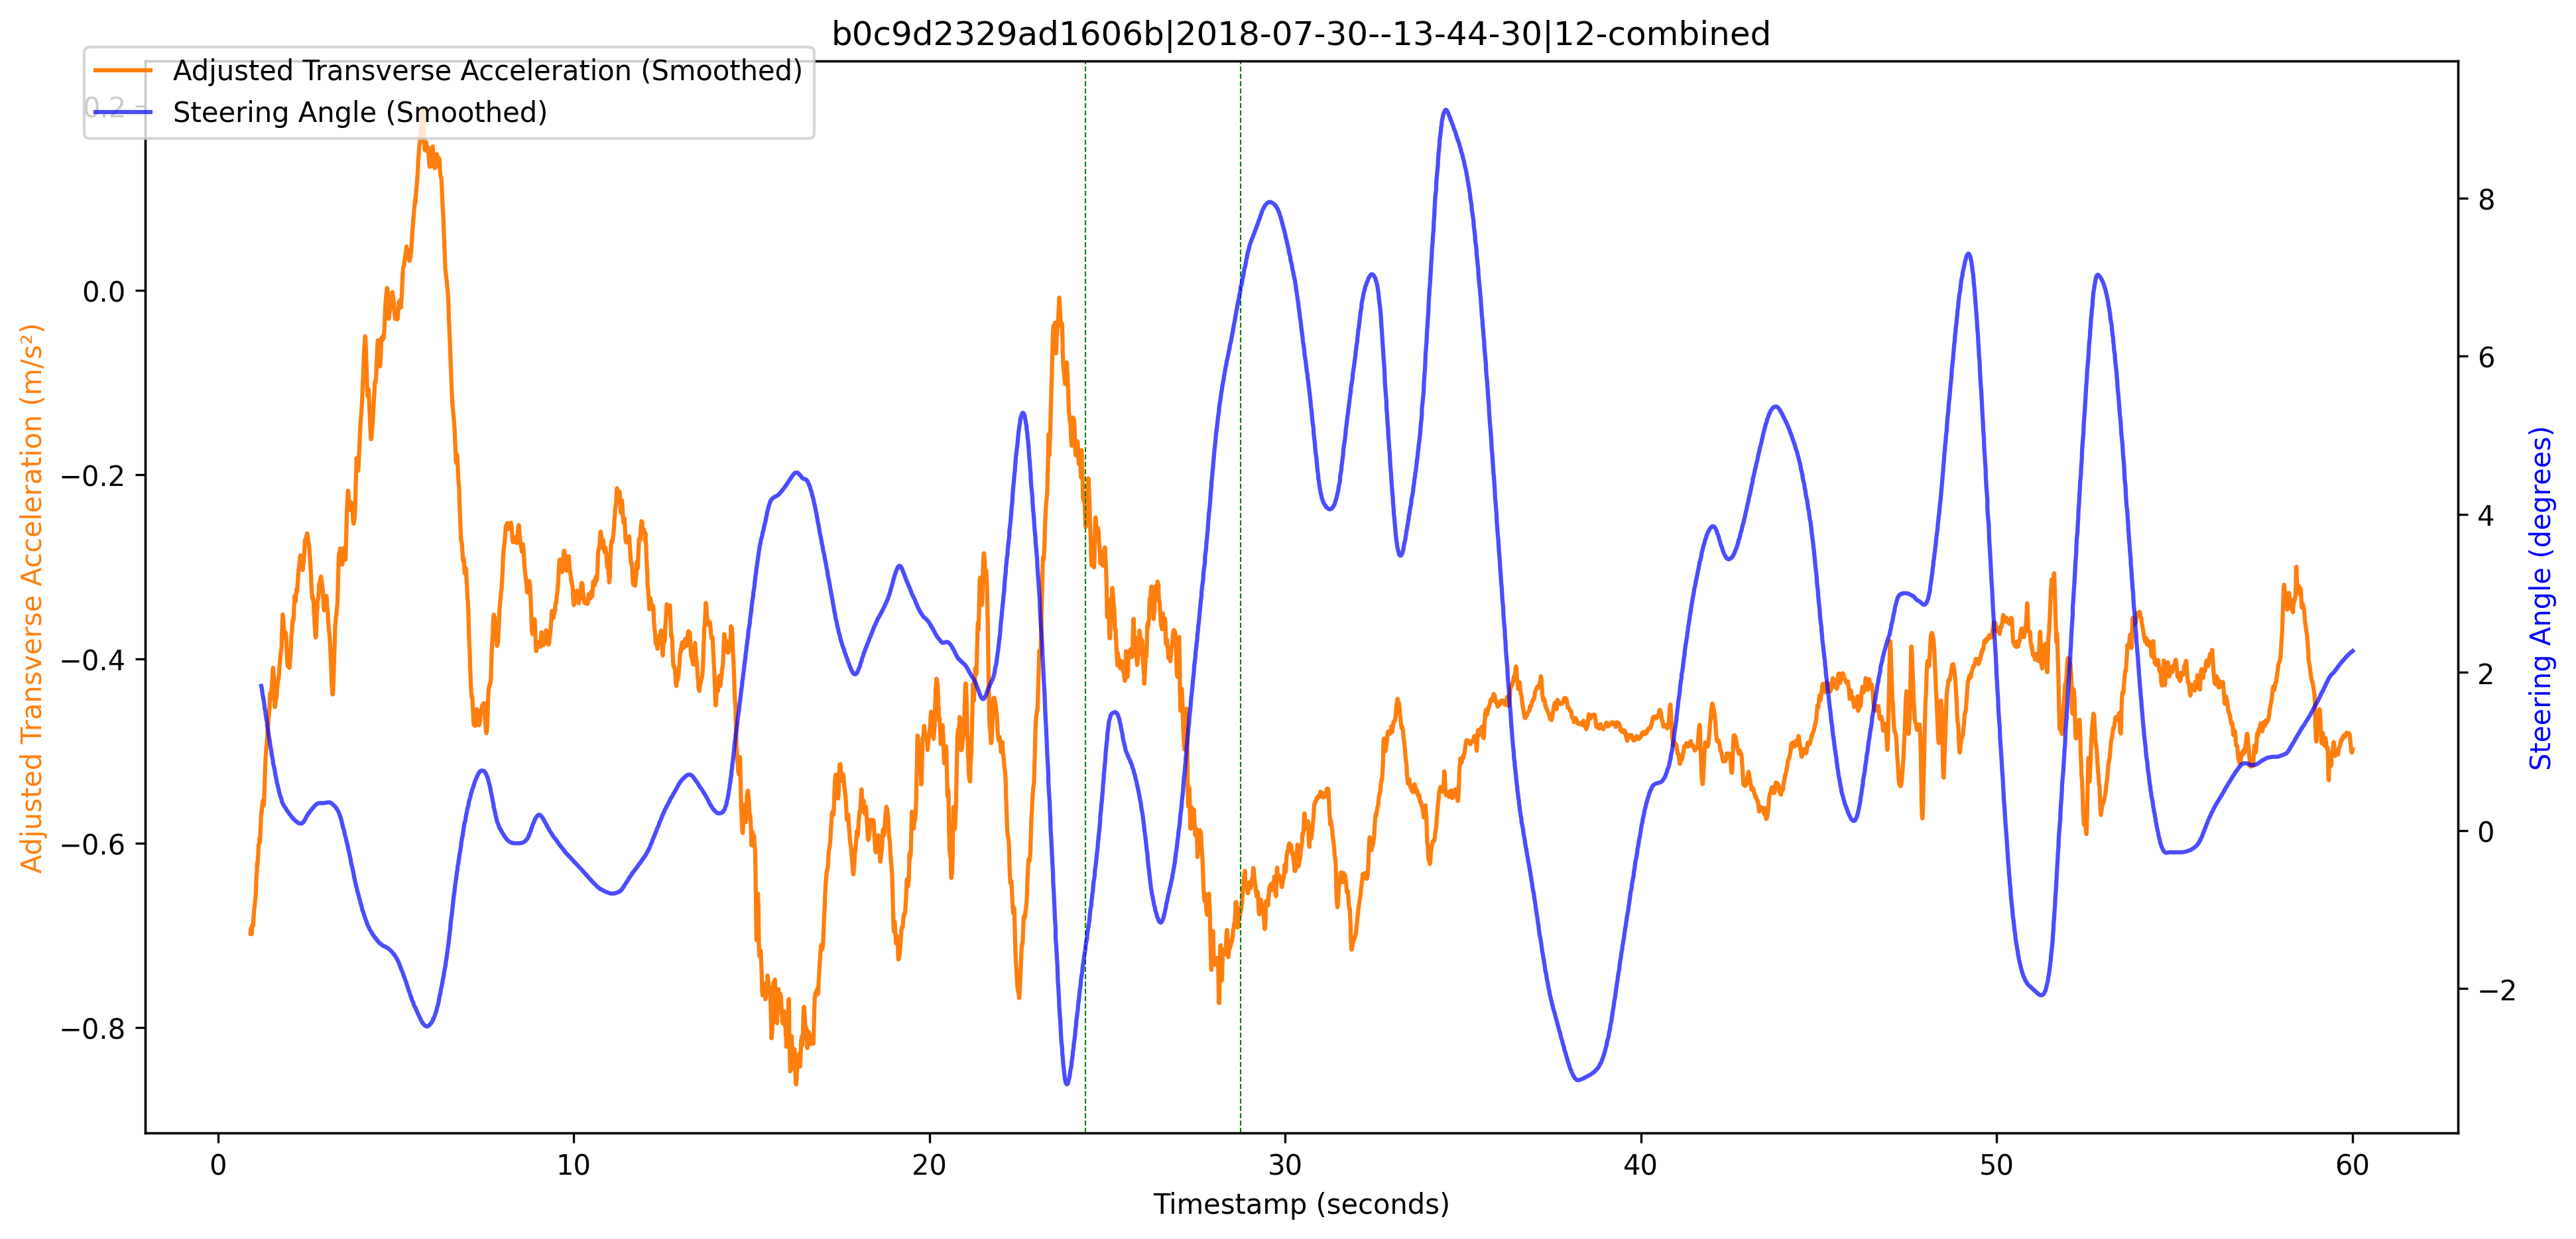 b0c9d2329ad1606b|2018-07-30--13-44-30|12-combined
Adjusted Transverse Acceleration (Smoothed)
Steering Angle (Smoothed)
Adjusted Transverse Acceleration (m/s²)
0.2
0.0
−0.2
−0.4
−0.6
−0.8
8
6
4
2
0
−2
Steering Angle (degrees)
0 10 20 30 40 50 60
Timestamp (seconds)